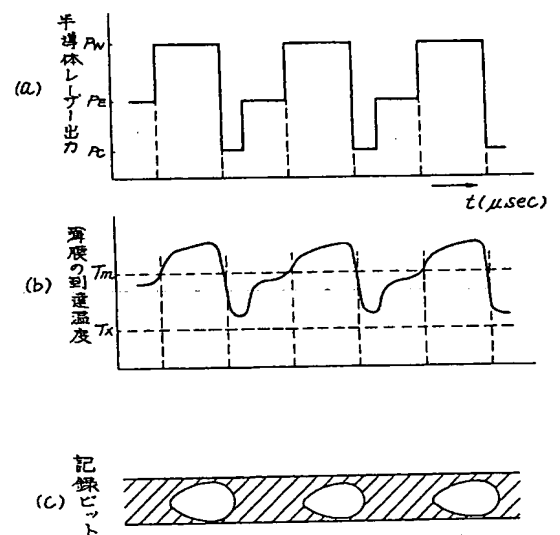 (a)
半導体レーザー出力
PW
PE
PC
t(μsec)
(b)
薄膜の到達温度
Tm
Tx
(c)
記録ビット